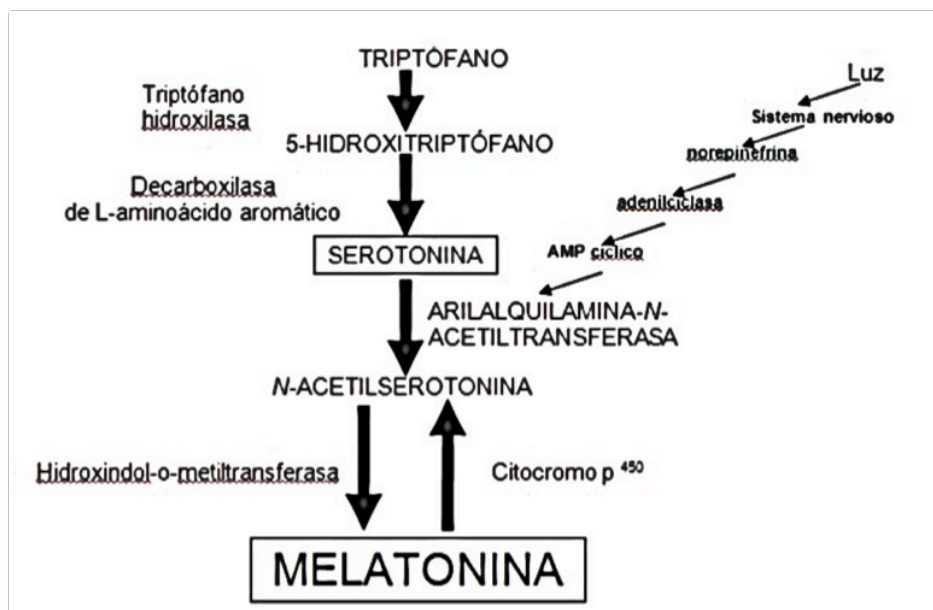 TRIPTÓFANO
Luz
Triptófano
hidroxilasa
Sistema nervioso
5-HIDROXITRIPTÓFANO
norepinefrina
Decarboxilasa
de L-aminoácido aromático
adenilciclasa
SEROTONINA
AMP cíclico
ARILALQUILAMINA-N-
ACETILTRANSFERASA
N-ACETILSEROTONINA
Hidroxindol-o-metiltransferasa
Citocromo p 450
MELATONINA